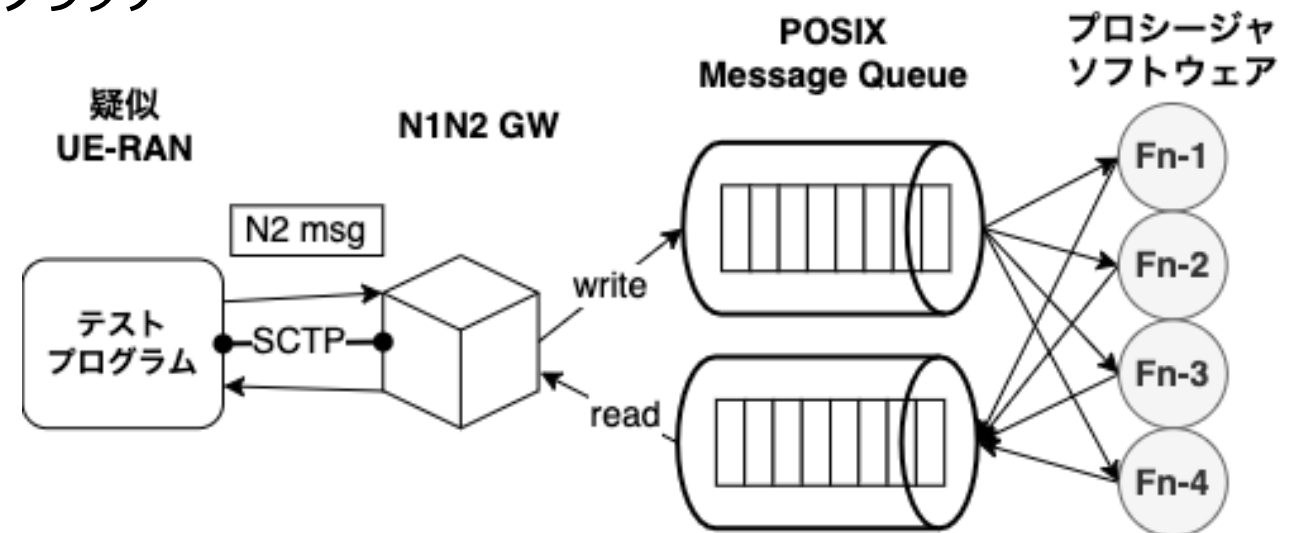 疑似
UE-RAN
N1N2 GW
POSIX
Message Queue
プロシージャ
ソフトウェア
N2 msg
テスト
プログラム
SCTP
write
read
Fn-1
Fn-2
Fn-3
Fn-4